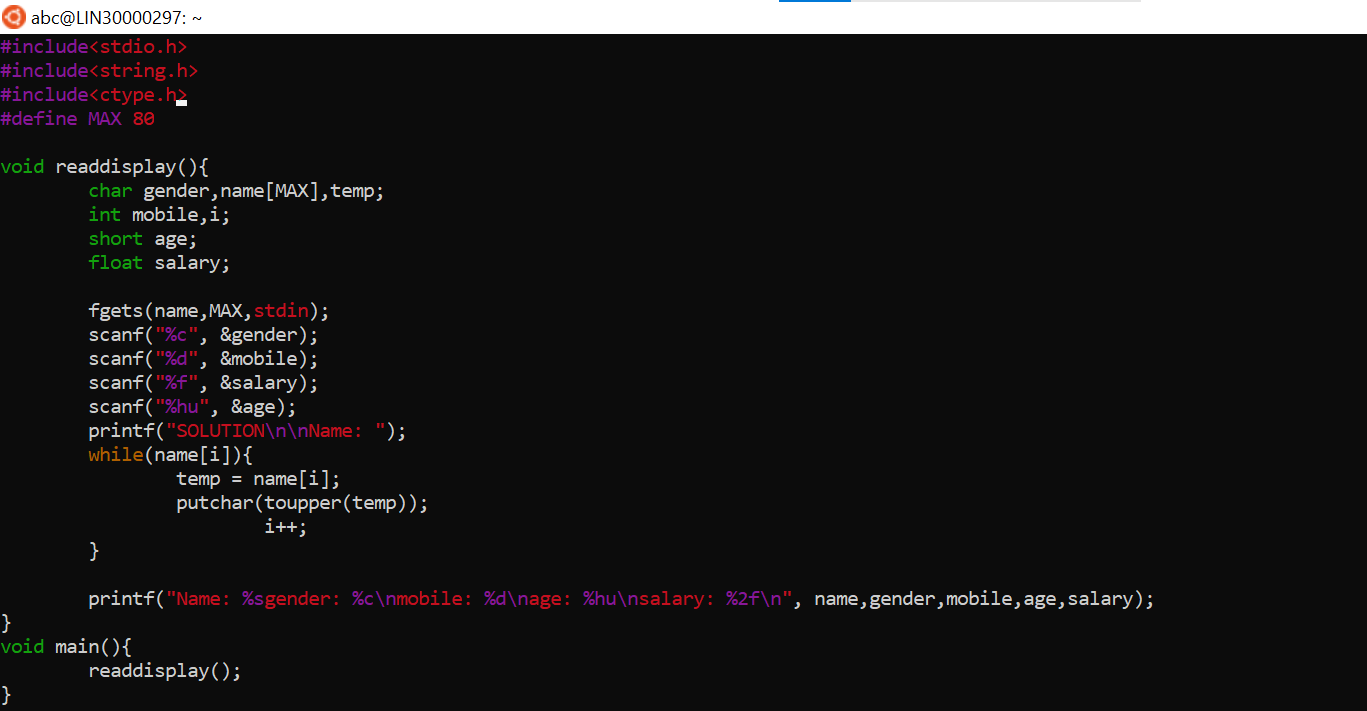 abc@LIN30000297: ~
#include<stdio.h>
#include<string.h>
#include<ctype.h>
#define MAX 80
void readdisplay(){
char gender,name[MAX],temp;
int mobile,i;
short age;
float salary;
fgets(name,MAX,stdin);
scanf("%c", &gender);
scanf("%d", &mobile);
scanf("%f", &salary);
scanf("%hu", &age);
printf("SOLUTION\n\nName: ");
while(name[i]){
temp = name[i];
putchar(toupper(temp));
i++;
}
printf("Name: %sgender: %c\nmobile: %d\nage: %hu\nsalary: %2f\n", name,gender,mobile,age,salary);
}
void main(){
readdisplay();
}